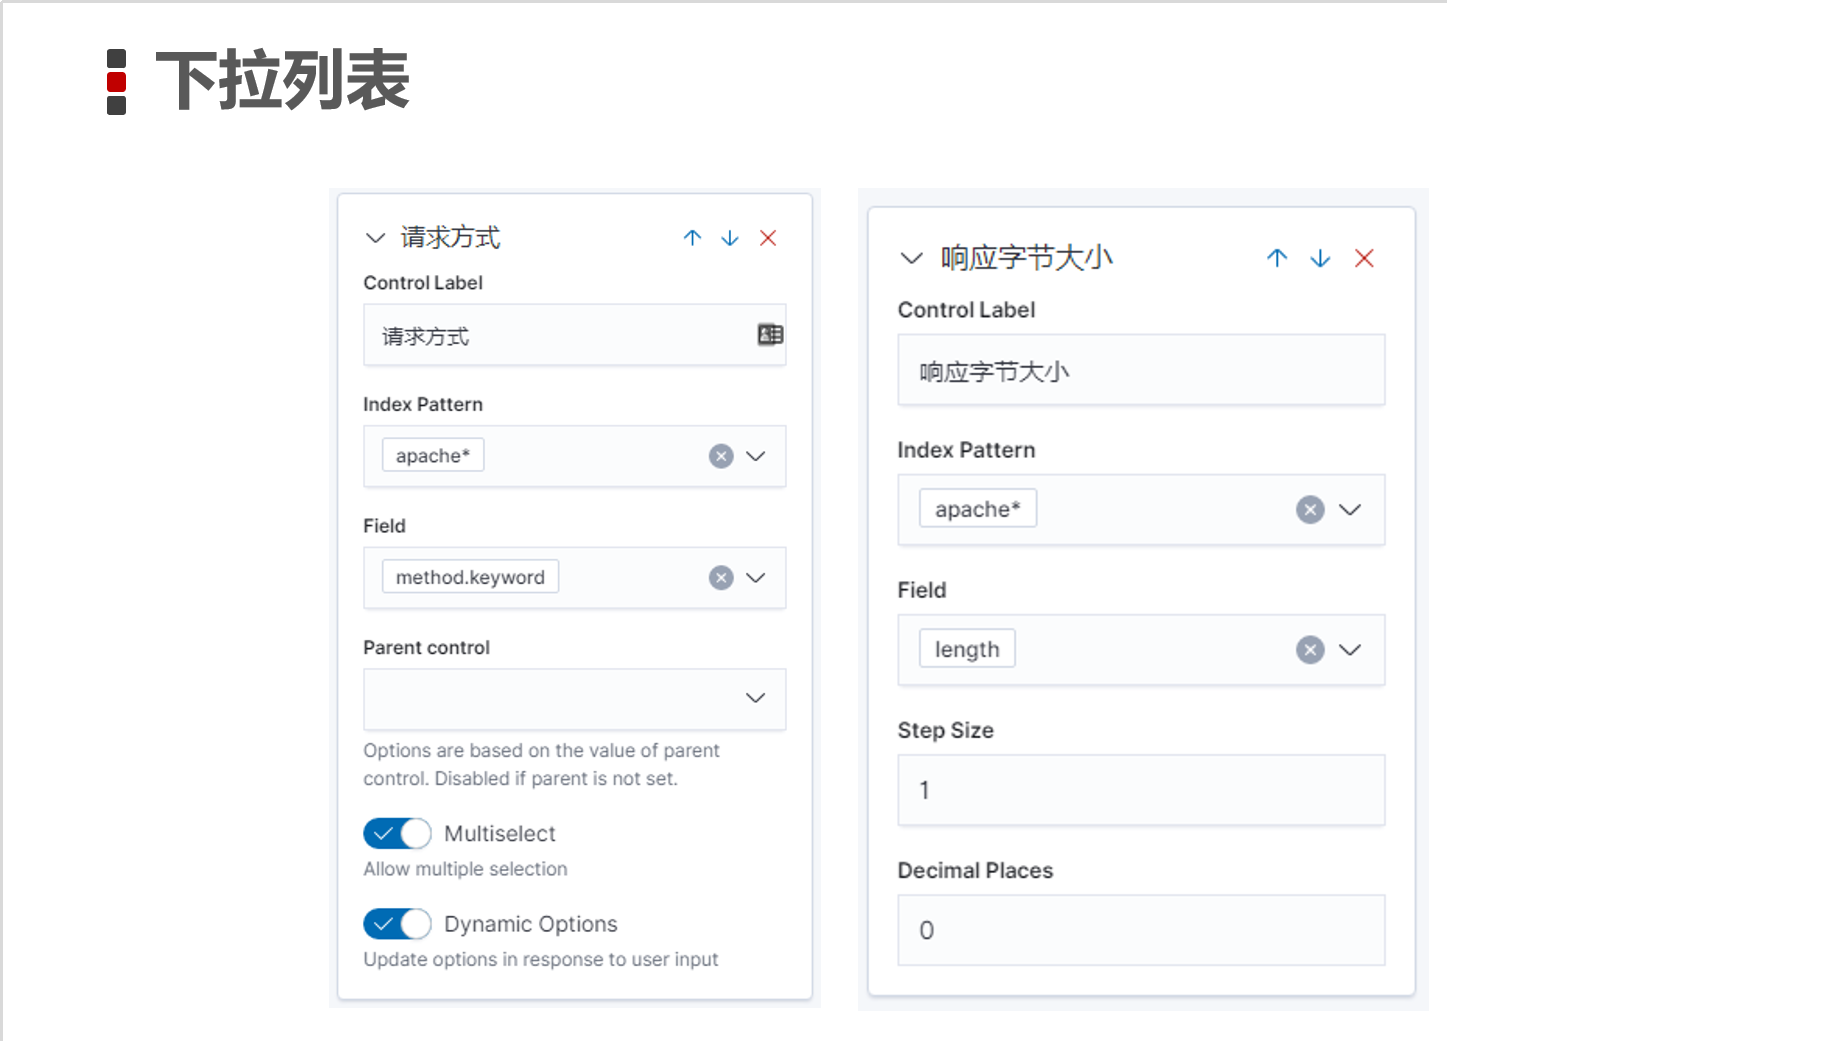 下拉列表
请求方式
Control Label
请求方式
Index Pattern
apache*
Field
method.keyword
Parent control
Options are based on the value of parent
control. Disabled if parent is not set.
Multiselect
Allow multiple selection
Dynamic Options
Update options in response to user input
响应字节大小
Control Label
响应字节大小
Index Pattern
apache*
Field
length
Step Size
1
Decimal Places
0